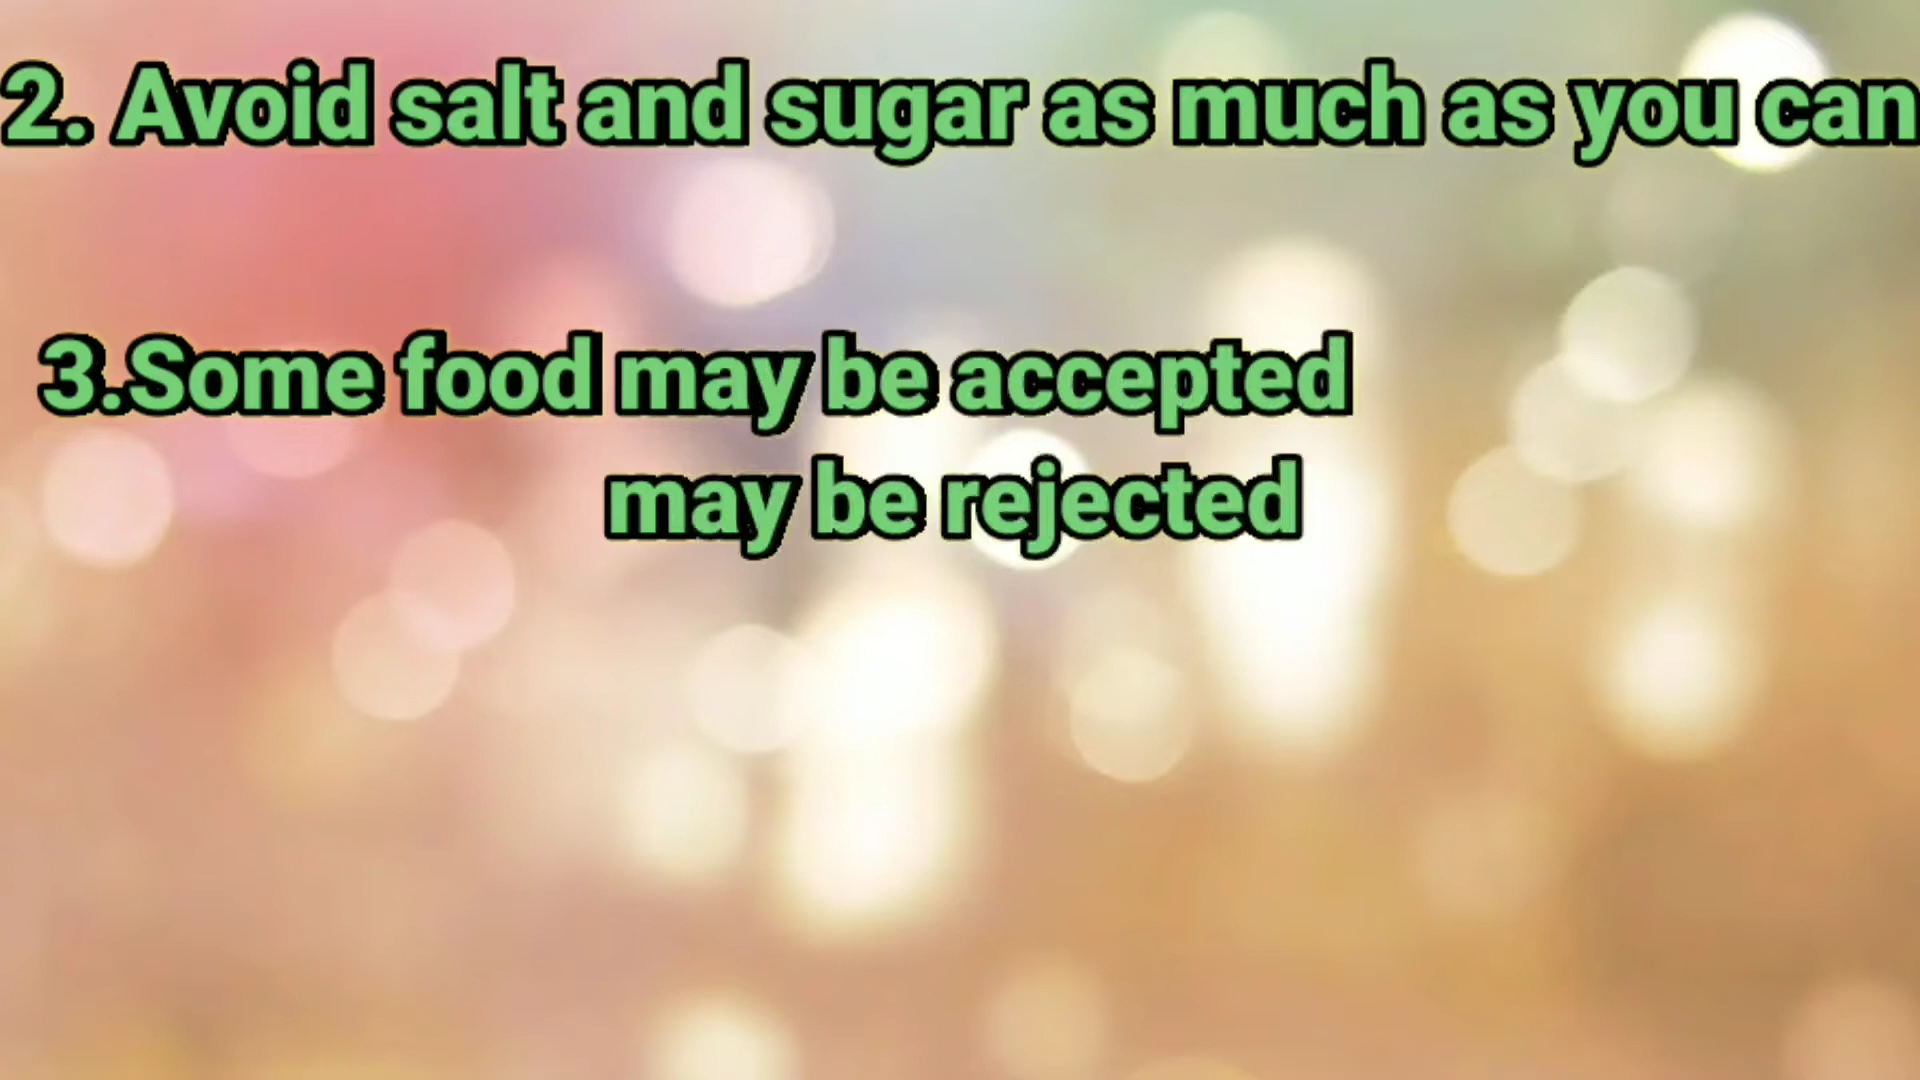 2. Avoid salt and sugar as much as you can
3.Some food may be accepted
may be rejected